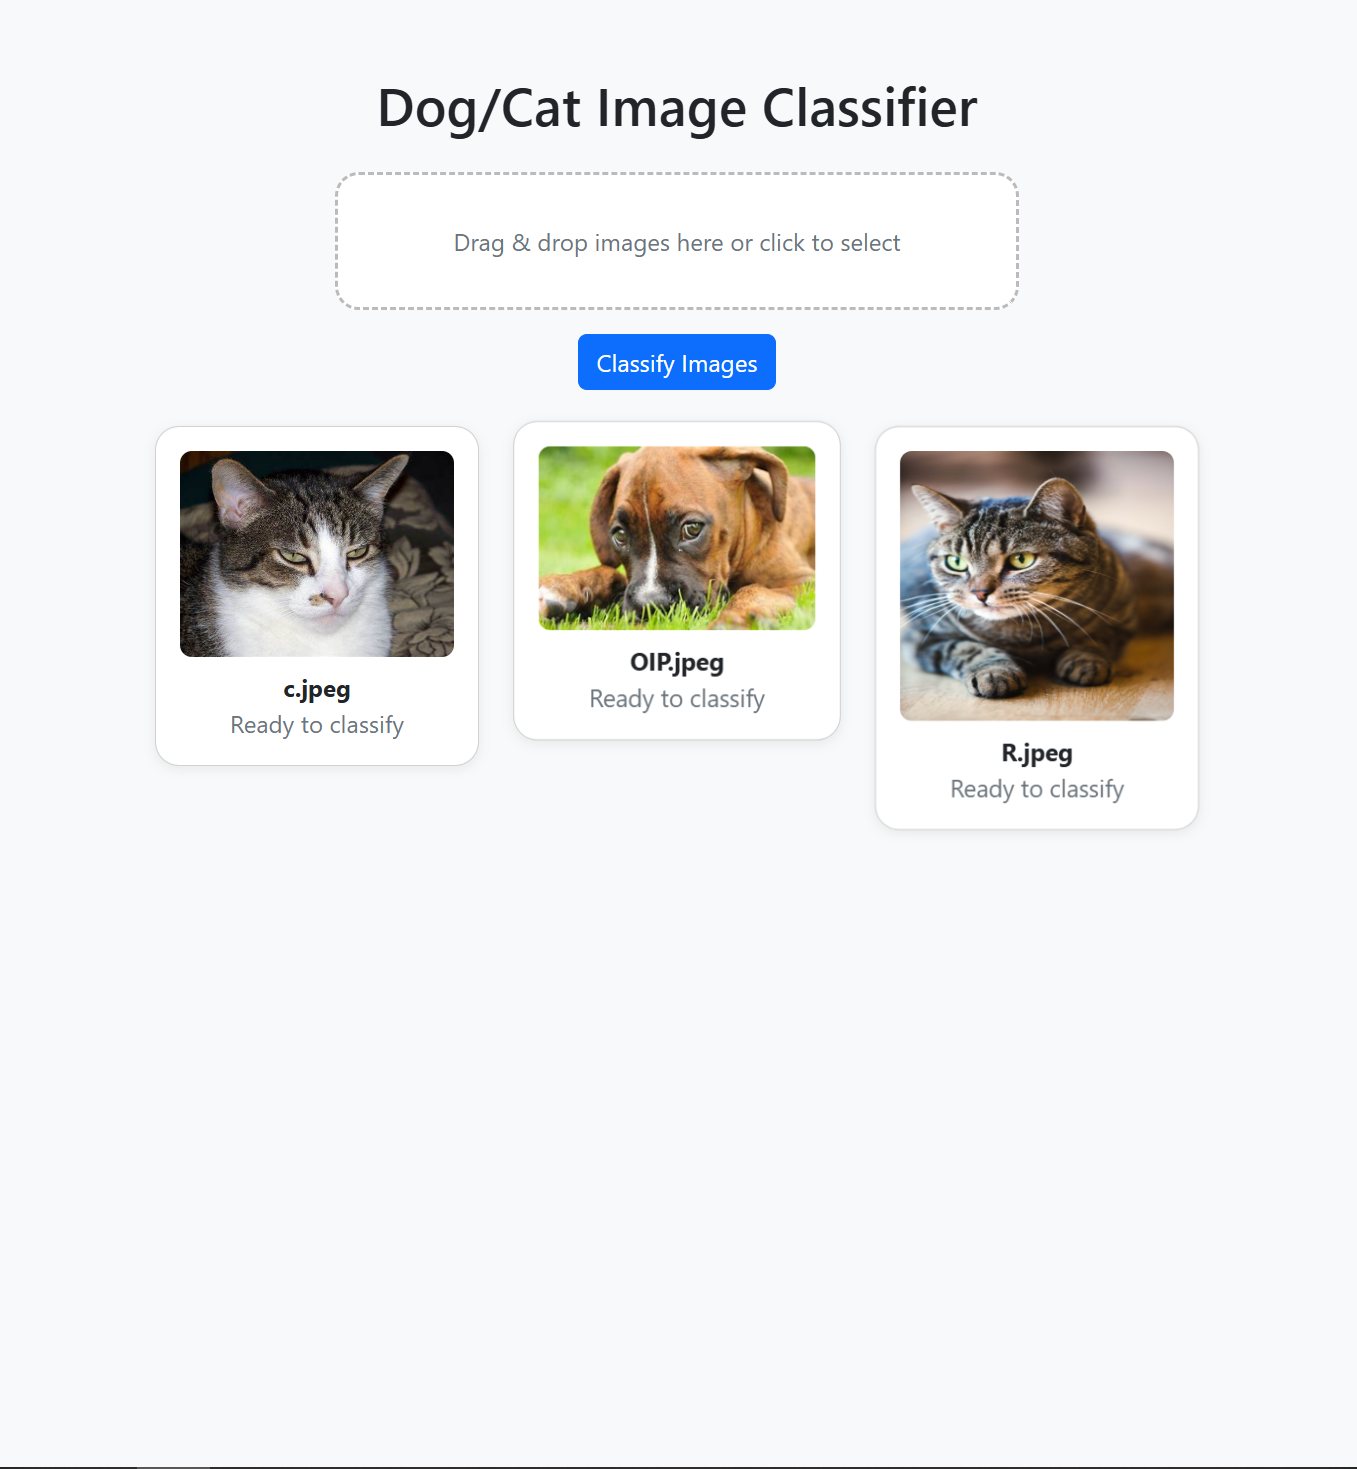 Dog/Cat Image Classifier
Drag & drop images here or click to select
Classify Images
c.jpeg
Ready to classify
OIP.jpeg
Ready to classify
R.jpeg
Ready to classify